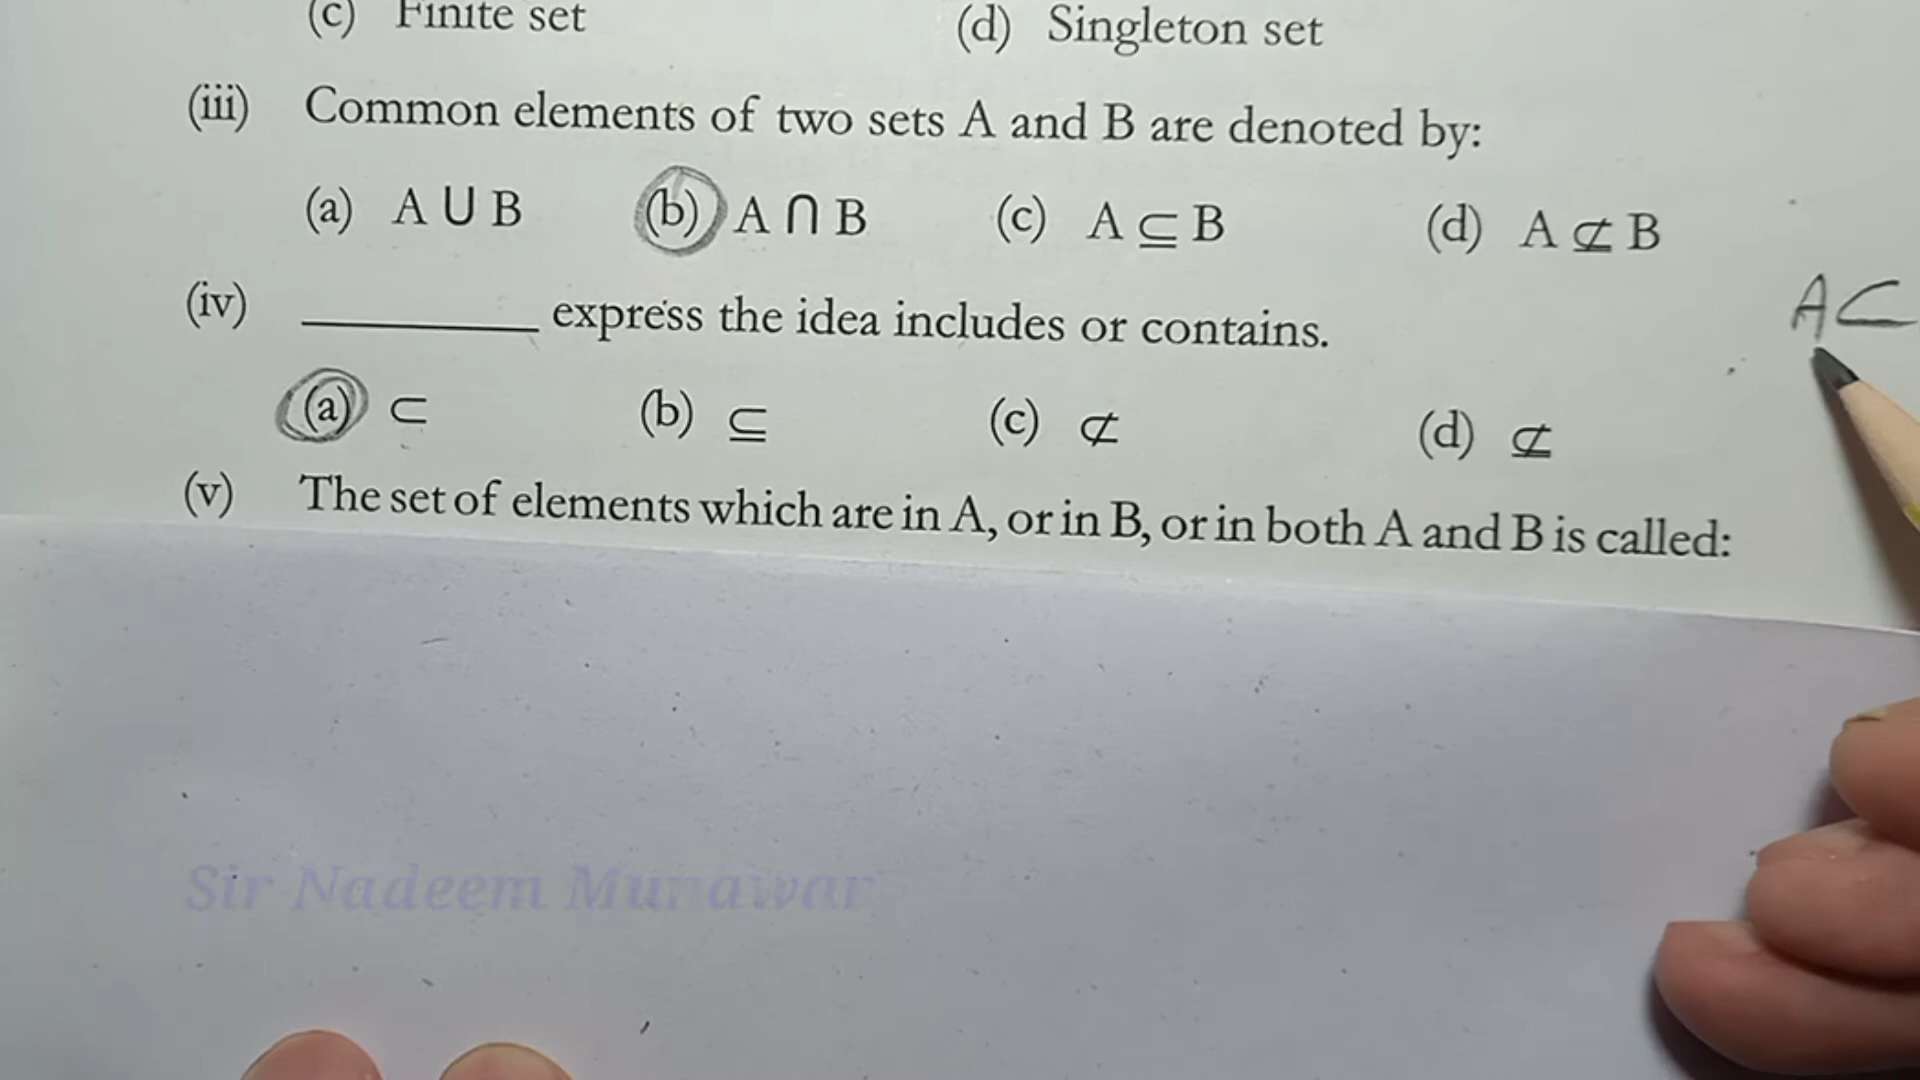 (c) Finite set (d) Singleton set
(iii) Common elements of two sets A and B are denoted by:
(a) A ∪ B (b) A ∩ B (c) A ⊆ B (d) A ⊄ B
(iv) __________ express the idea includes or contains.
(a) ⊂ (b) ⊆ (c) ⊄ (d) ⊈
A ⊂
(v) The set of elements which are in A, or in B, or in both A and B is called:
Sir Nadeem Munawar